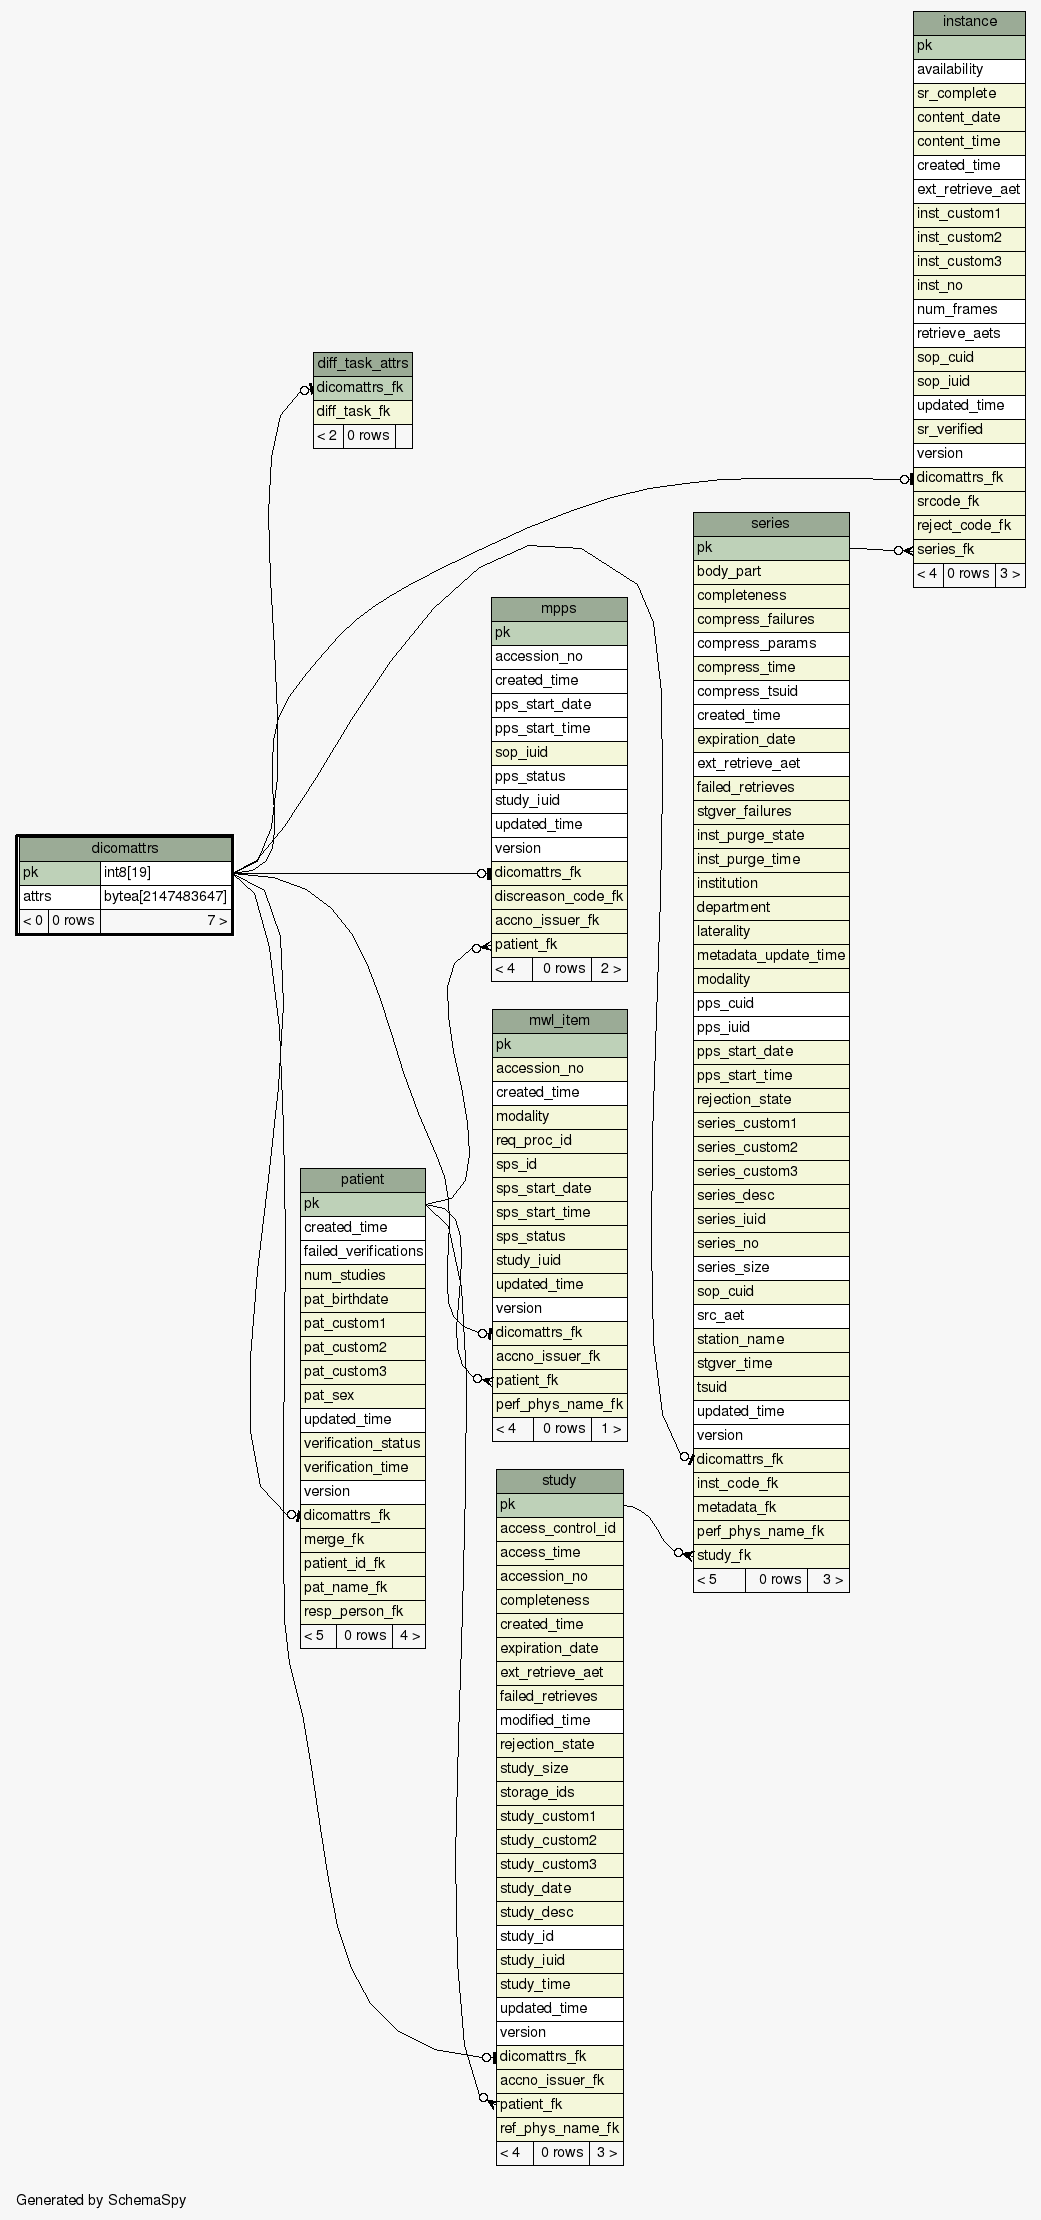 instance
pk
availability
sr_complete
content_date
content_time
created_time
ext_retrieve_aet
inst_custom1
inst_custom2
inst_custom3
inst_no
num_frames
retrieve_aets
sop_cuid
sop_iuid
updated_time
sr_verified
version
dicomattrs_fk
srcode_fk
reject_code_fk
series_fk
< 4 0 rows 3 >
diff_task_attrs
dicomattrs_fk
diff_task_fk
< 2 0 rows
series
pk
body_part
completeness
compress_failures
compress_params
compress_time
compress_tsuid
created_time
expiration_date
ext_retrieve_aet
failed_retrieves
stgver_failures
inst_purge_state
inst_purge_time
institution
department
laterality
metadata_update_time
modality
pps_cuid
pps_iuid
pps_start_date
pps_start_time
rejection_state
series_custom1
series_custom2
series_custom3
series_desc
series_iuid
series_no
series_size
sop_cuid
src_aet
station_name
stgver_time
tsuid
updated_time
version
dicomattrs_fk
inst_code_fk
metadata_fk
perf_phys_name_fk
study_fk
< 5 0 rows 3 >
mpps
pk
accession_no
created_time
pps_start_date
pps_start_time
sop_iuid
pps_status
study_iuid
updated_time
version
dicomattrs_fk
discreason_code_fk
accno_issuer_fk
patient_fk
< 4 0 rows 2 >
dicomattrs
pk int8[19]
attrs bytea[2147483647]
< 0 0 rows 7 >
mwl_item
pk
accession_no
created_time
modality
req_proc_id
sps_id
sps_start_date
sps_start_time
sps_status
study_iuid
updated_time
version
dicomattrs_fk
accno_issuer_fk
patient_fk
perf_phys_name_fk
< 4 0 rows 1 >
patient
pk
created_time
failed_verifications
num_studies
pat_birthdate
pat_custom1
pat_custom2
pat_custom3
pat_sex
updated_time
verification_status
verification_time
version
dicomattrs_fk
merge_fk
patient_id_fk
pat_name_fk
resp_person_fk
< 5 0 rows 4 >
study
pk
access_control_id
access_time
accession_no
completeness
created_time
expiration_date
ext_retrieve_aet
failed_retrieves
modified_time
rejection_state
study_size
storage_ids
study_custom1
study_custom2
study_custom3
study_date
study_desc
study_id
study_iuid
study_time
updated_time
version
dicomattrs_fk
accno_issuer_fk
patient_fk
ref_phys_name_fk
< 4 0 rows 3 >
Generated by SchemaSpy